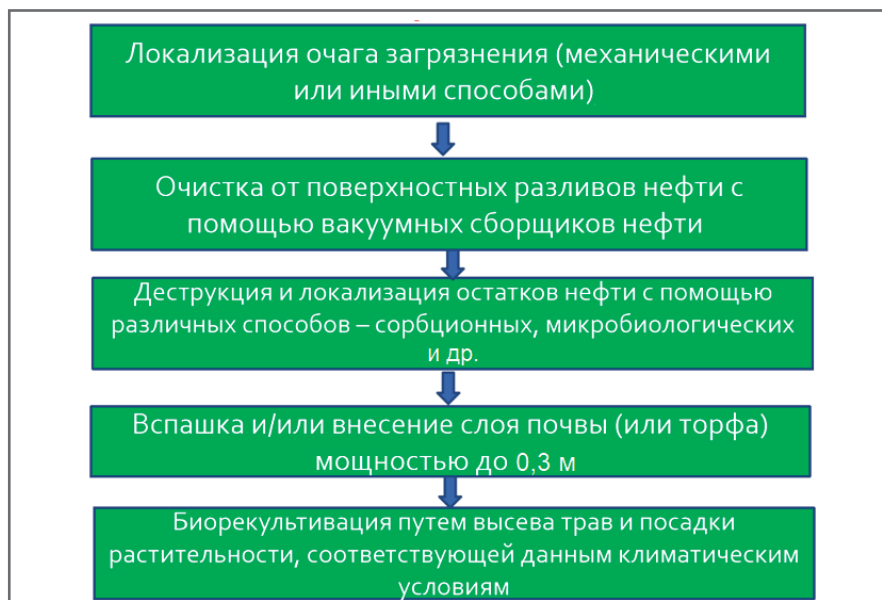 Локализация очага загрязнения (механическими
или иными способами)
Очистка от поверхностных разливов нефти с
помощью вакуумных сборщиков нефти
Деструкция и локализация остатков нефти с помощью
различных способов – сорбционных, микробиологических
и др.
Вспашка и/или внесение слоя почвы (или торфа)
мощностью до 0,3 м
Биорекультивация путем высева трав и посадки
растительности, соответствующей данным климатическим
условиям